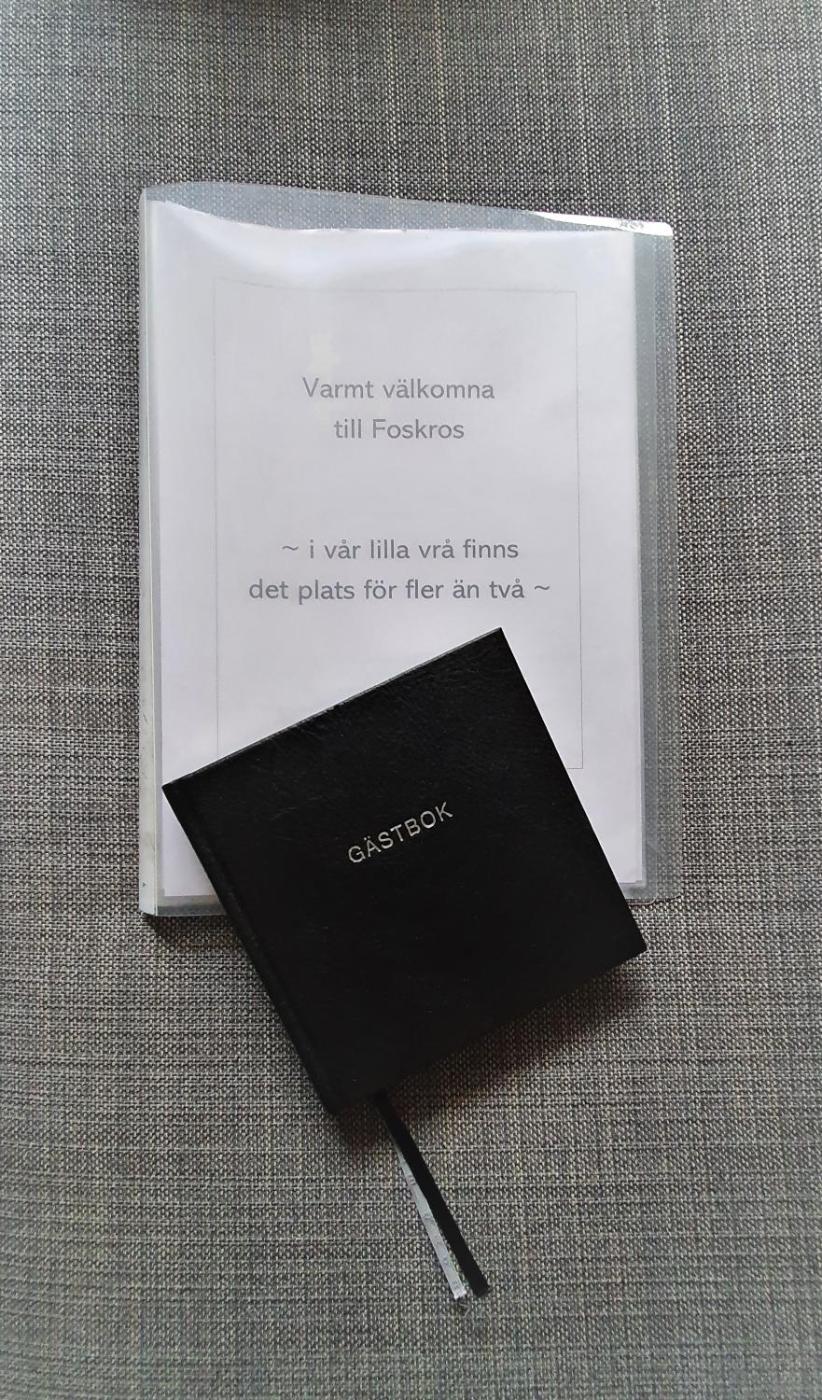 Varmt välkomna
till Foskros
~ i vår lilla vrå finns
det plats för fler än två ~
GÄSTBOK